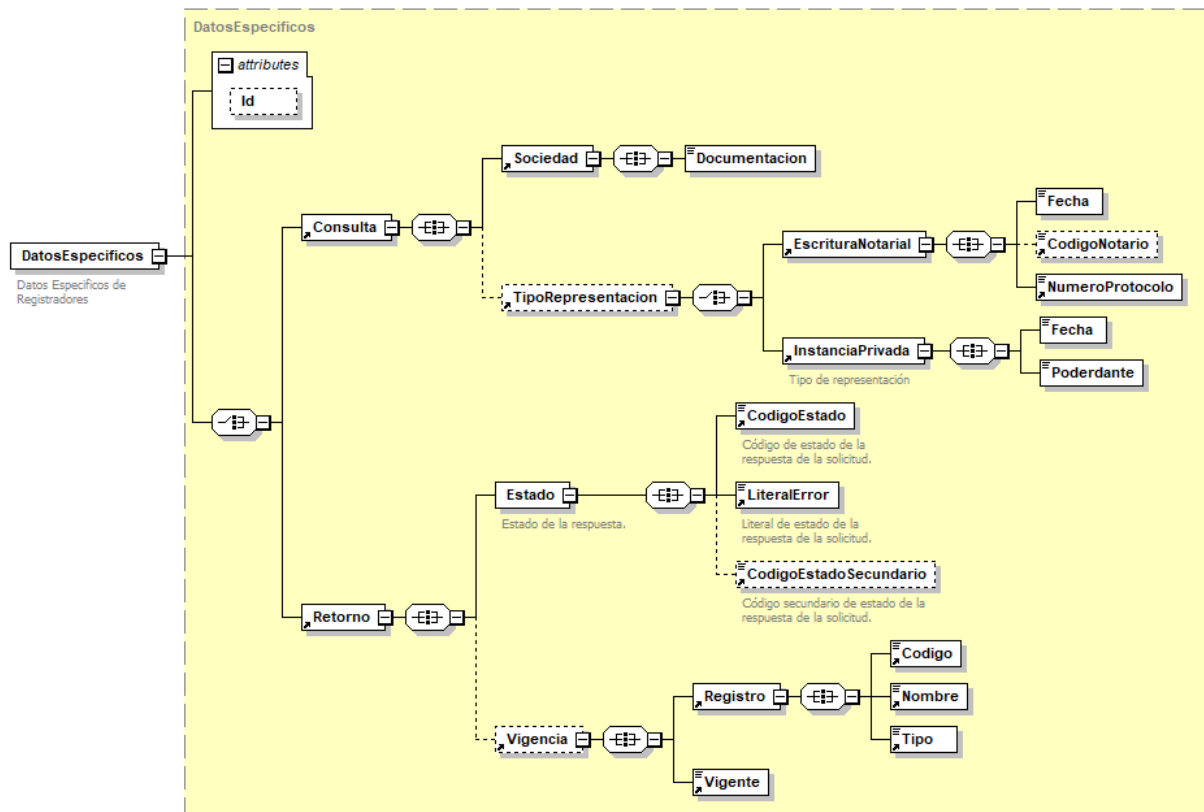 DatosEspecificos
attributes
Id
Sociedad
Documentacion
Consulta
Fecha
EscrituraNotarial
CodigoNotario
DatosEspecificos
Datos Especificos de
Registradores
TipoRepresentacion
NumeroProtocolo
InstanciaPrivada
Tipo de representación
Fecha
Poderdante
CodigoEstado
Código de estado de la
respuesta de la solicitud.
Estado
Estado de la respuesta.
LiteralError
Literal de estado de la
respuesta de la solicitud.
CodigoEstadoSecundario
Código secundario de estado de la
respuesta de la solicitud.
Retorno
Codigo
Registro
Nombre
Vigencia
Tipo
Vigente